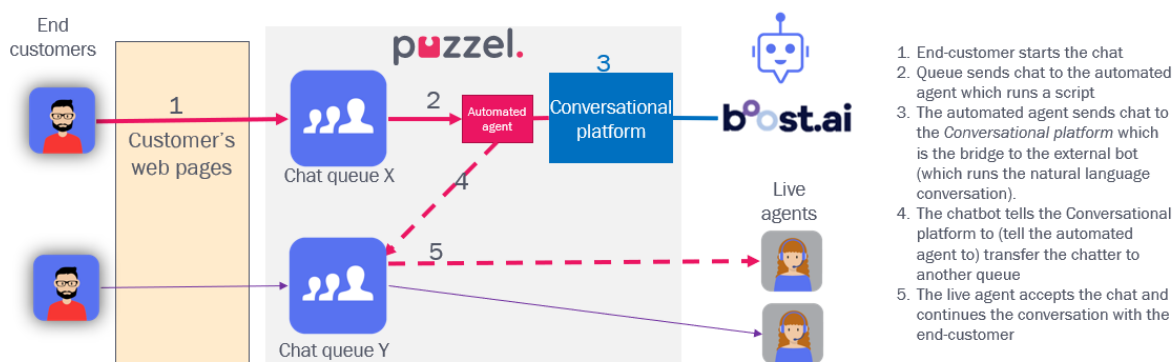 End
customers
puzzel.
1
2
3
Automated
agent
Conversational
platform
boost.ai
Customer's
web pages
Chat queue X
4
Live
agents
5
Chat queue Y
1. End-customer starts the chat
2. Queue sends chat to the automated
agent which runs a script
3. The automated agent sends chat to
the Conversational platform which
is the bridge to the external bot
(which runs the natural language
conversation).
4. The chatbot tells the Conversational
platform to (tell the automated
agent to) transfer the chatter to
another queue
5. The live agent accepts the chat and
continues the conversation with the
end-customer